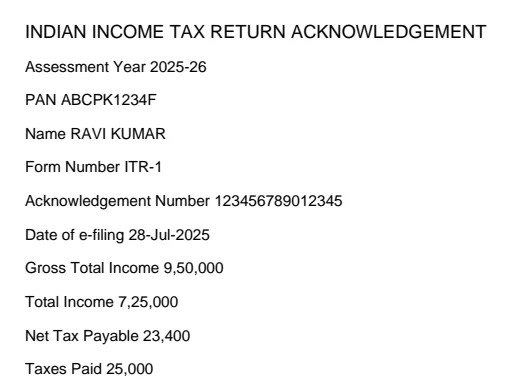 INDIAN INCOME TAX RETURN ACKNOWLEDGEMENT
Assessment Year 2025-26
PAN ABCPK1234F
Name RAVI KUMAR
Form Number ITR-1
Acknowledgement Number 123456789012345
Date of e-filing 28-Jul-2025
Gross Total Income 9,50,000
Total Income 7,25,000
Net Tax Payable 23,400
Taxes Paid 25,000